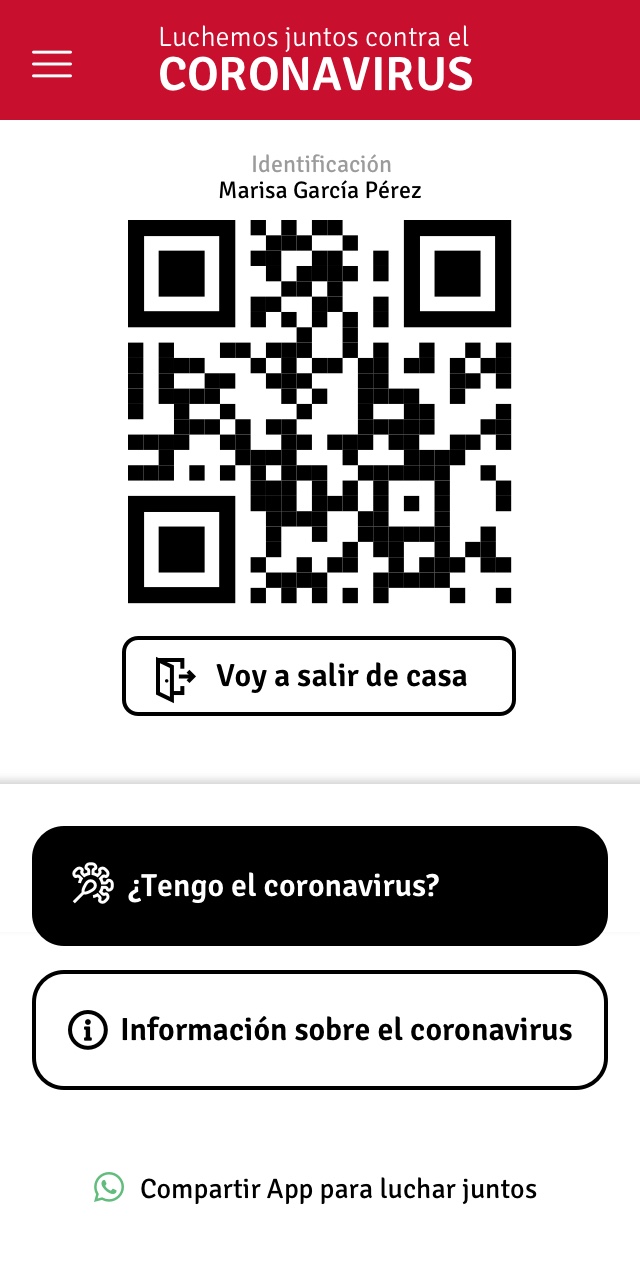 Luchemos juntos contra el
CORONAVIRUS
Identificación
Marisa García Pérez
Voy a salir de casa
¿Tengo el coronavirus?
Información sobre el coronavirus
Compartir App para luchar juntos